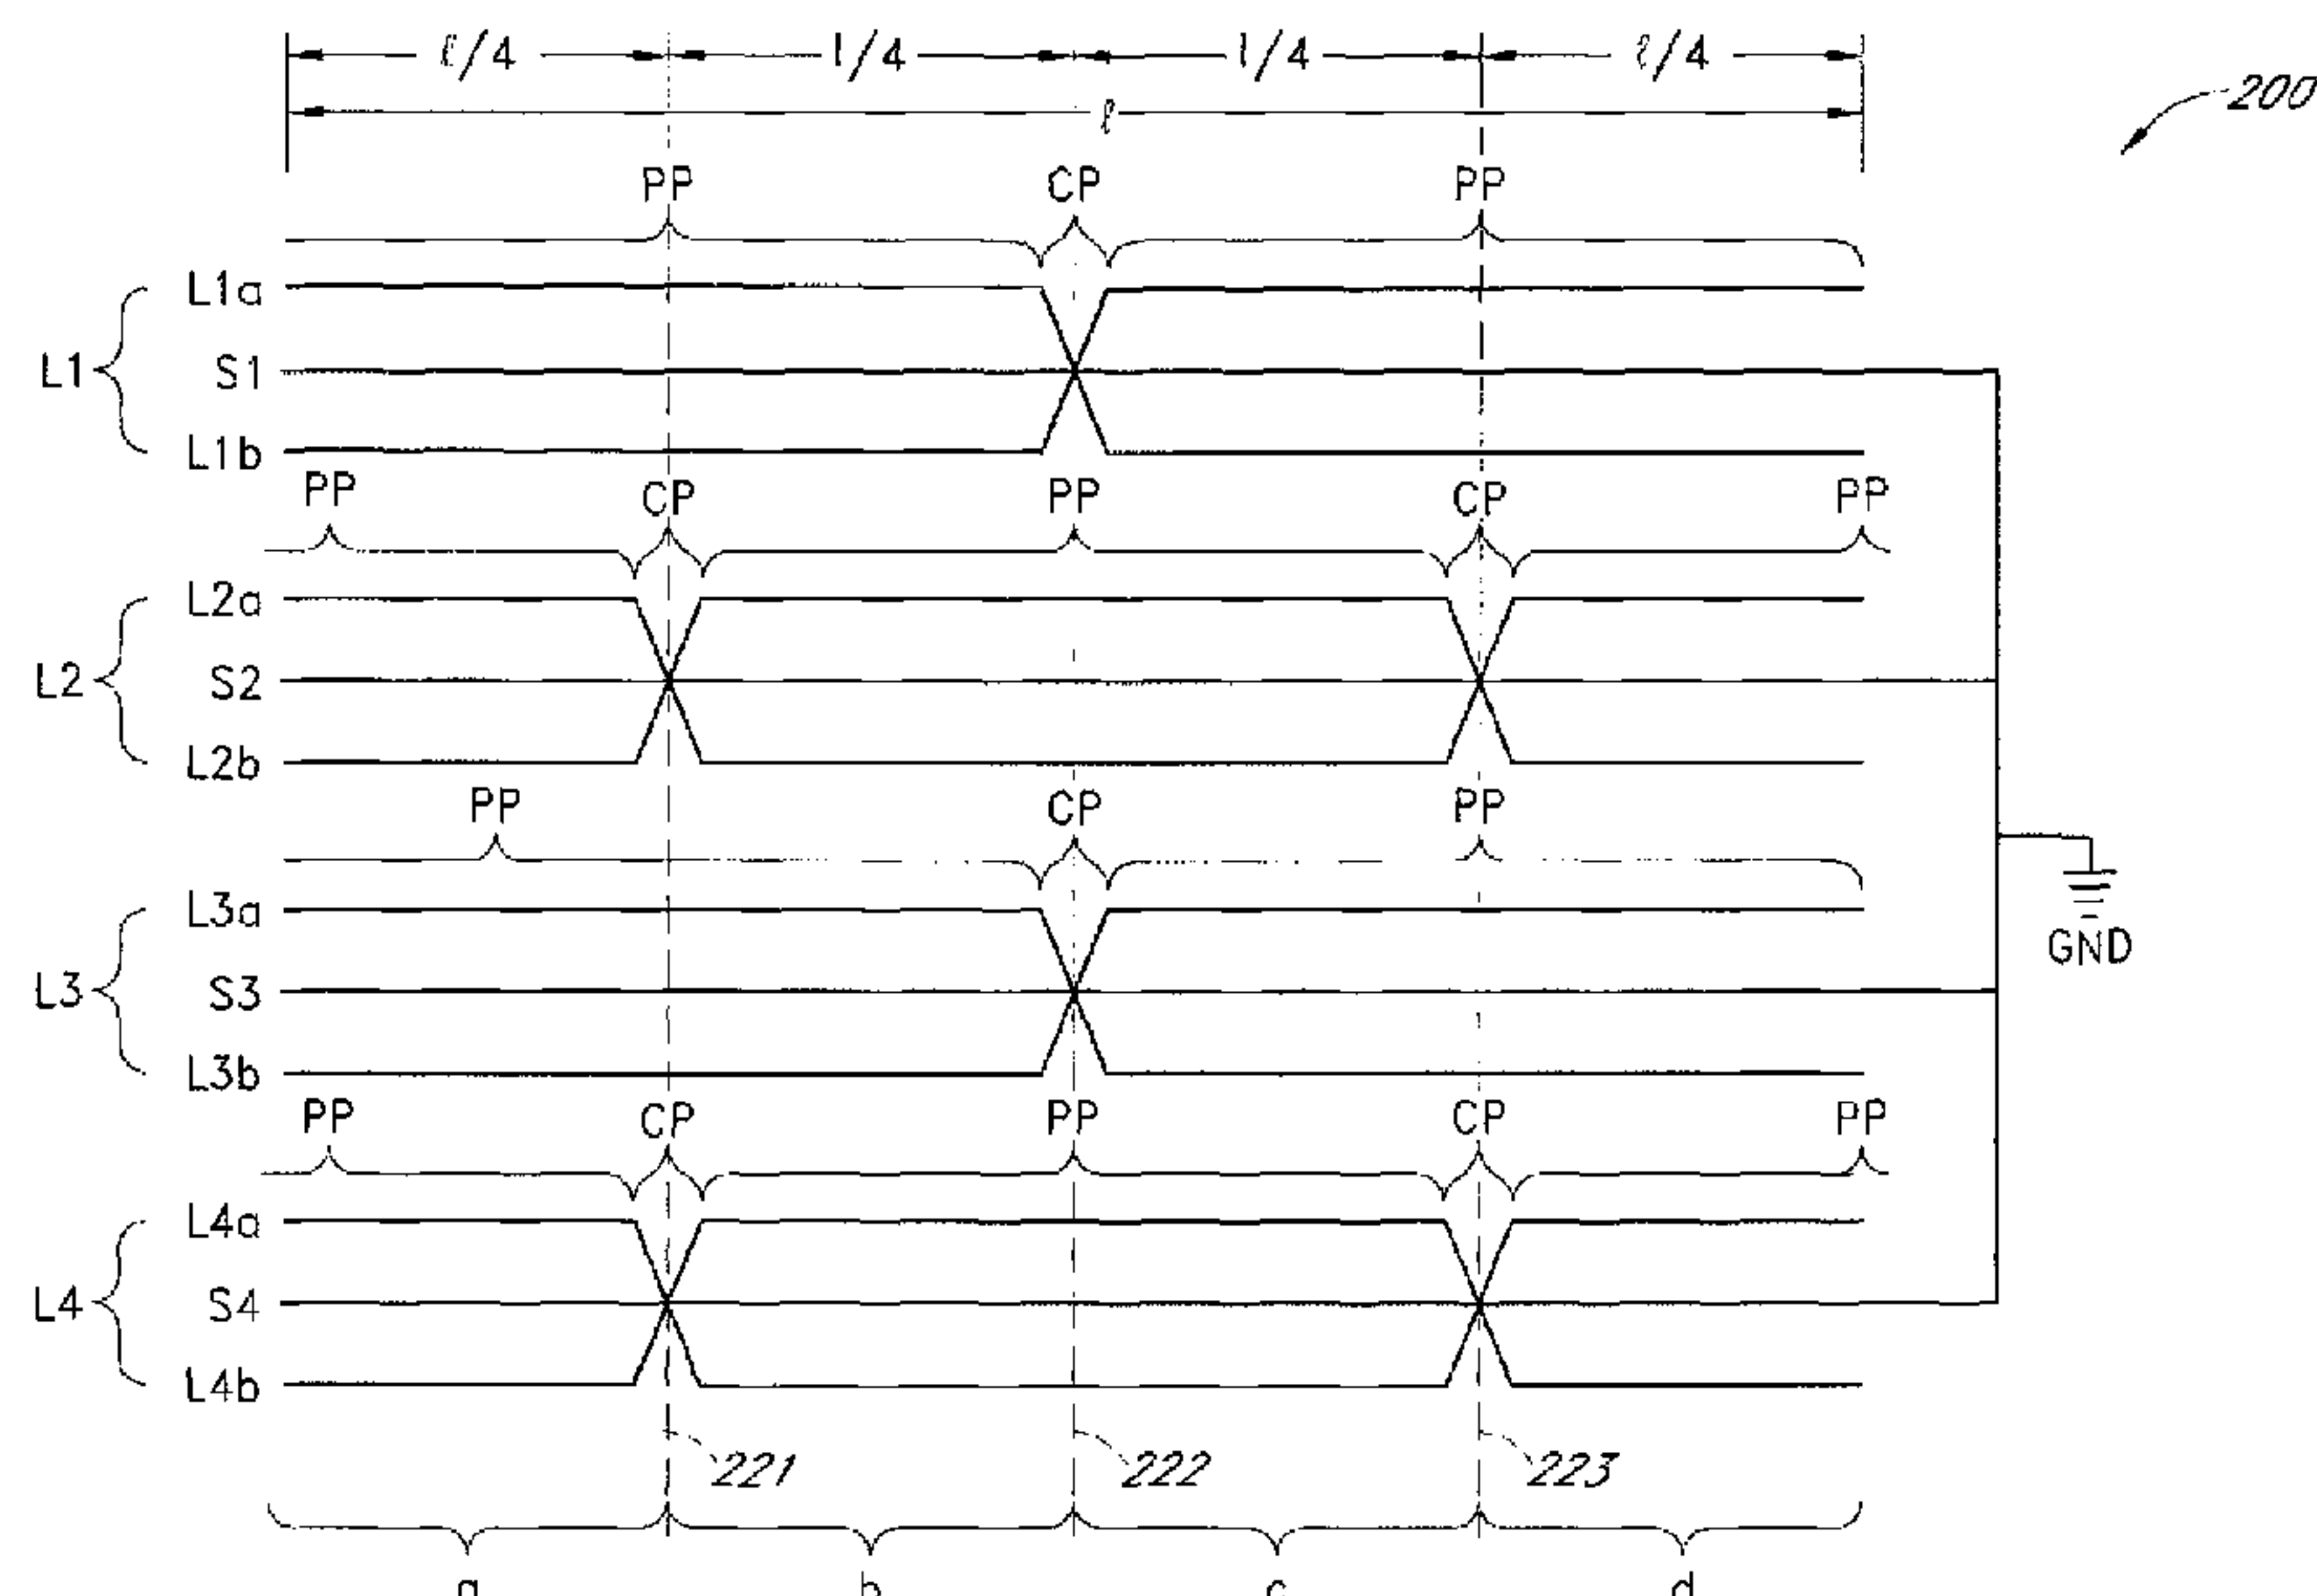 ℓ/4 l/4 l/4 ℓ/4
200
ℓ
PP CP PP
L1a
L1 S1
L1b
PP CP PP CP PP
L2a
L2 S2
L2b
PP CP PP
L3a
GND
L3 S3
L3b
PP CP PP CP PP
L4a
L4 S4
L4b
221 222 223
a b c d